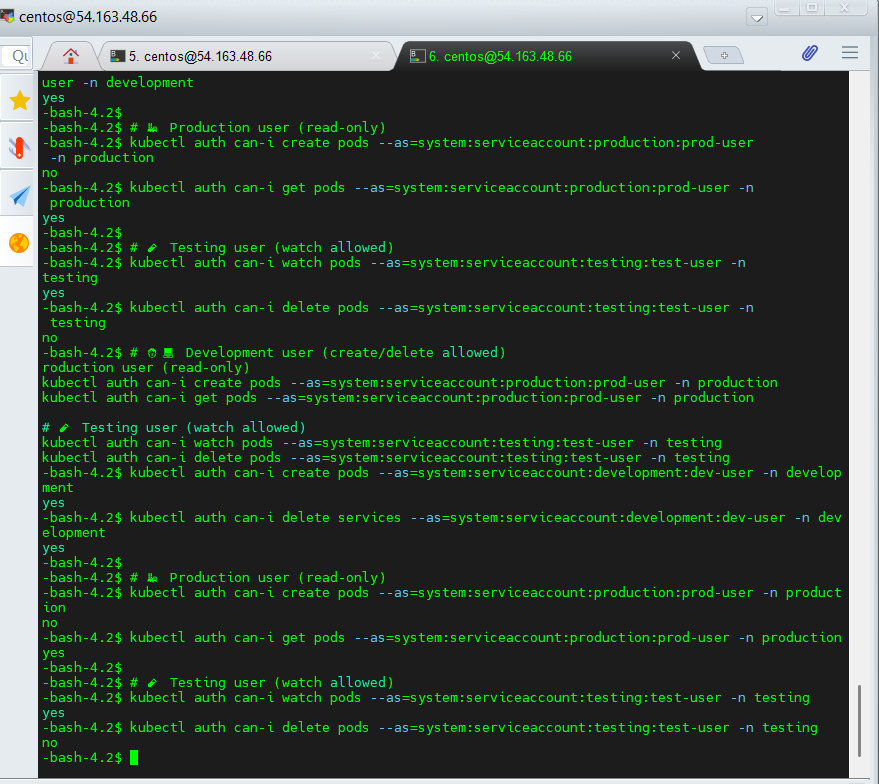 centos@54.163.48.66
Qu
5. centos@54.163.48.66
6. centos@54.163.48.66
user -n development
yes
-bash-4.2$
-bash-4.2$ # 🏭 Production user (read-only)
-bash-4.2$ kubectl auth can-i create pods --as=system:serviceaccount:production:prod-user
 -n production
no
-bash-4.2$ kubectl auth can-i get pods --as=system:serviceaccount:production:prod-user -n
 production
yes
-bash-4.2$
-bash-4.2$ # 🧪 Testing user (watch allowed)
-bash-4.2$ kubectl auth can-i watch pods --as=system:serviceaccount:testing:test-user -n
testing
yes
-bash-4.2$ kubectl auth can-i delete pods --as=system:serviceaccount:testing:test-user -n
 testing
no
-bash-4.2$ # 🧑‍💻 Development user (create/delete allowed)
roduction user (read-only)
kubectl auth can-i create pods --as=system:serviceaccount:production:prod-user -n production
kubectl auth can-i get pods --as=system:serviceaccount:production:prod-user -n production

# 🧪 Testing user (watch allowed)
kubectl auth can-i watch pods --as=system:serviceaccount:testing:test-user -n testing
kubectl auth can-i delete pods --as=system:serviceaccount:testing:test-user -n testing
-bash-4.2$ kubectl auth can-i create pods --as=system:serviceaccount:development:dev-user -n develop
ment
yes
-bash-4.2$ kubectl auth can-i delete services --as=system:serviceaccount:development:dev-user -n dev
elopment
yes
-bash-4.2$
-bash-4.2$ # 🏭 Production user (read-only)
-bash-4.2$ kubectl auth can-i create pods --as=system:serviceaccount:production:prod-user -n product
ion
no
-bash-4.2$ kubectl auth can-i get pods --as=system:serviceaccount:production:prod-user -n production
yes
-bash-4.2$
-bash-4.2$ # 🧪 Testing user (watch allowed)
-bash-4.2$ kubectl auth can-i watch pods --as=system:serviceaccount:testing:test-user -n testing
yes
-bash-4.2$ kubectl auth can-i delete pods --as=system:serviceaccount:testing:test-user -n testing
no
-bash-4.2$